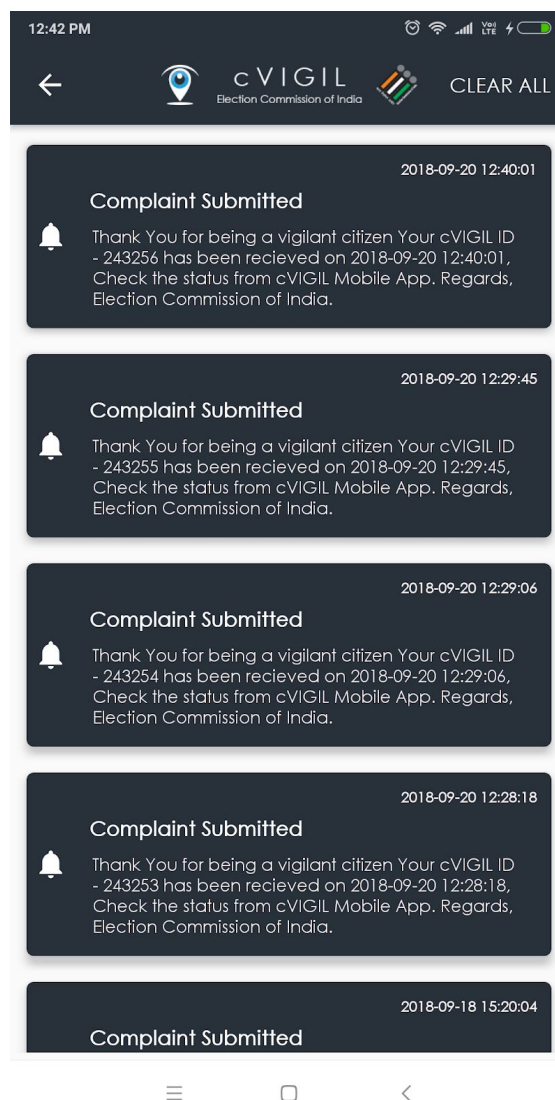 12:42 PM
VoLTE
cVIGIL
Election Commission of India
CLEAR ALL
2018-09-20 12:40:01
Complaint Submitted
Thank You for being a vigilant citizen Your cVIGIL ID
- 243256 has been recieved on 2018-09-20 12:40:01,
Check the status from cVIGIL Mobile App. Regards,
Election Commission of India.
2018-09-20 12:29:45
Complaint Submitted
Thank You for being a vigilant citizen Your cVIGIL ID
- 243255 has been recieved on 2018-09-20 12:29:45,
Check the status from cVIGIL Mobile App. Regards,
Election Commission of India.
2018-09-20 12:29:06
Complaint Submitted
Thank You for being a vigilant citizen Your cVIGIL ID
- 243254 has been recieved on 2018-09-20 12:29:06,
Check the status from cVIGIL Mobile App. Regards,
Election Commission of India.
2018-09-20 12:28:18
Complaint Submitted
Thank You for being a vigilant citizen Your cVIGIL ID
- 243253 has been recieved on 2018-09-20 12:28:18,
Check the status from cVIGIL Mobile App. Regards,
Election Commission of India.
2018-09-18 15:20:04
Complaint Submitted